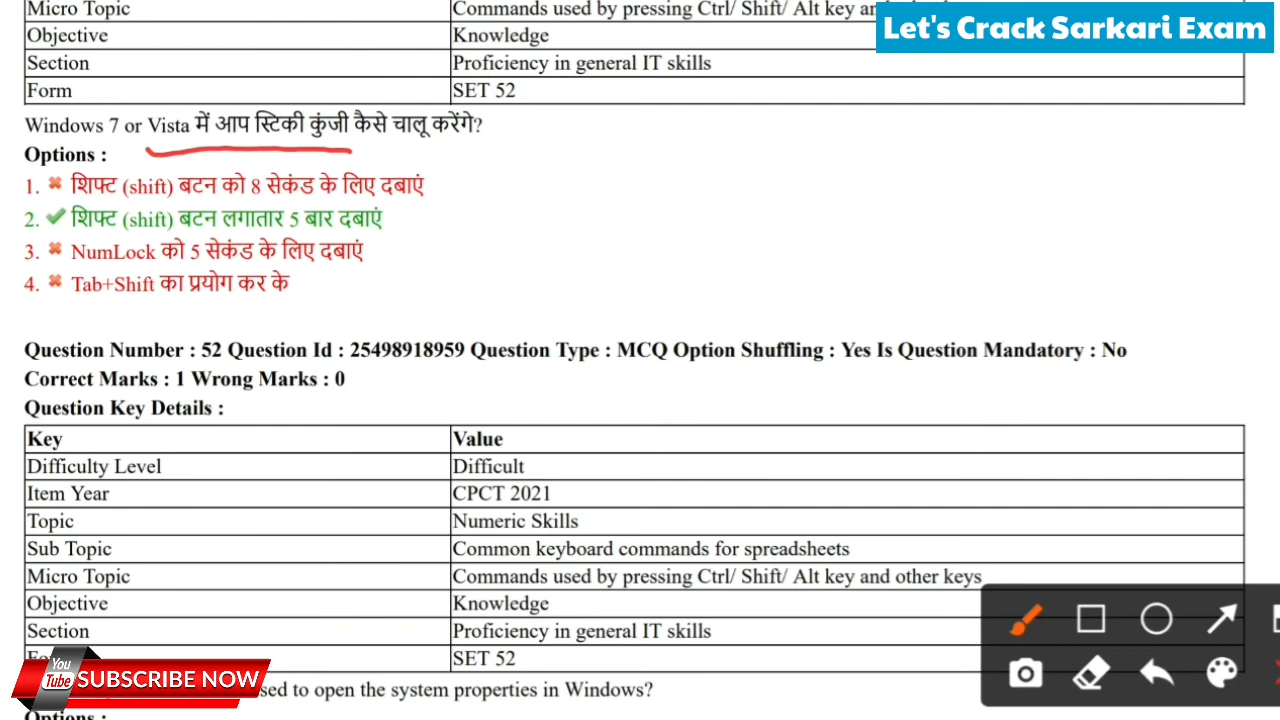 Micro Topic Commands used by pressing Ctrl/ Shift/ Alt key
Let's Crack Sarkari Exam
Objective Knowledge
Section Proficiency in general IT skills
Form SET 52
Windows 7 or Vista में आप स्टिकी कुंजी कैसे चालू करेंगे?
Options :
1. शिफ्ट (shift) बटन को 8 सेकंड के लिए दबाएं
2. शिफ्ट (shift) बटन लगातार 5 बार दबाएं
3. NumLock को 5 सेकंड के लिए दबाएं
4. Tab+Shift का प्रयोग कर के
Question Number : 52 Question Id : 25498918959 Question Type : MCQ Option Shuffling : Yes Is Question Mandatory : No
Correct Marks : 1 Wrong Marks : 0
Question Key Details :
Key Value
Difficulty Level Difficult
Item Year CPCT 2021
Topic Numeric Skills
Sub Topic Common keyboard commands for spreadsheets
Micro Topic Commands used by pressing Ctrl/ Shift/ Alt key and other keys
Objective Knowledge
Section Proficiency in general IT skills
SET 52
You Tube SUBSCRIBE NOW
to open the system properties in Windows?
Options :